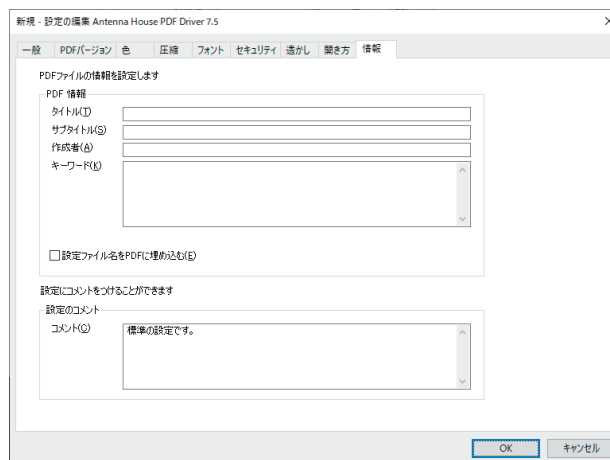 新規 - 設定の編集 Antenna House PDF Driver 7.5
一般 PDFバージョン 色 圧縮 フォント セキュリティ 透かし 開き方 情報
PDFファイルの情報を設定します
PDF 情報
タイトル(T)
サブタイトル(S)
作成者(A)
キーワード(K)
設定ファイル名をPDFに埋め込む(E)
設定にコメントをつけることができます
設定のコメント
コメント(C) 標準の設定です。
OK キャンセル